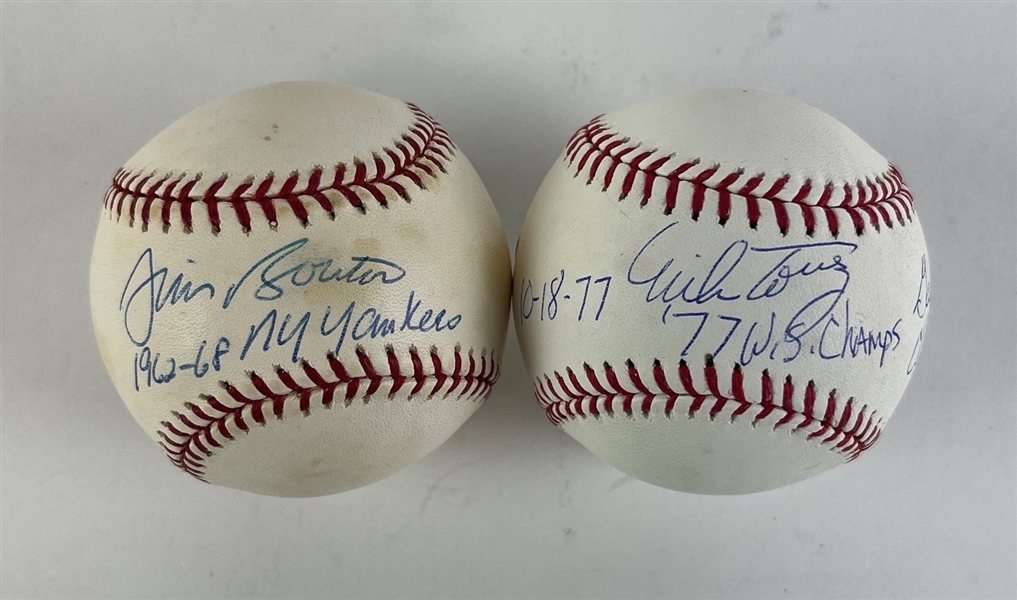 Jim Bouton
1962-68 NY Yankees
10-18-77
Mike Torrez
'77 W.S. Champs